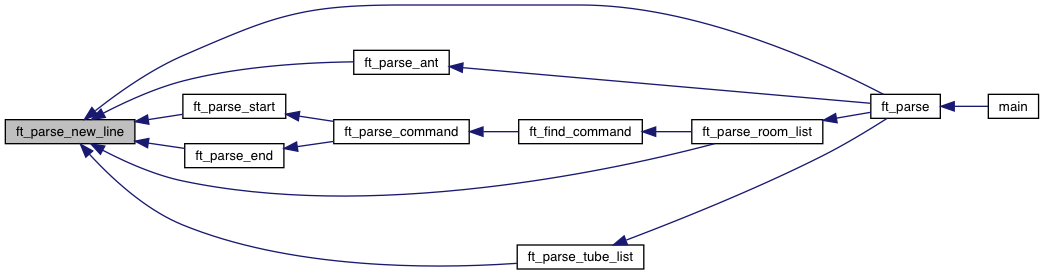 ft_parse_ant
ft_parse_start
ft_parse
main
ft_parse_new_line
ft_parse_command
ft_find_command
ft_parse_room_list
ft_parse_end
ft_parse_tube_list